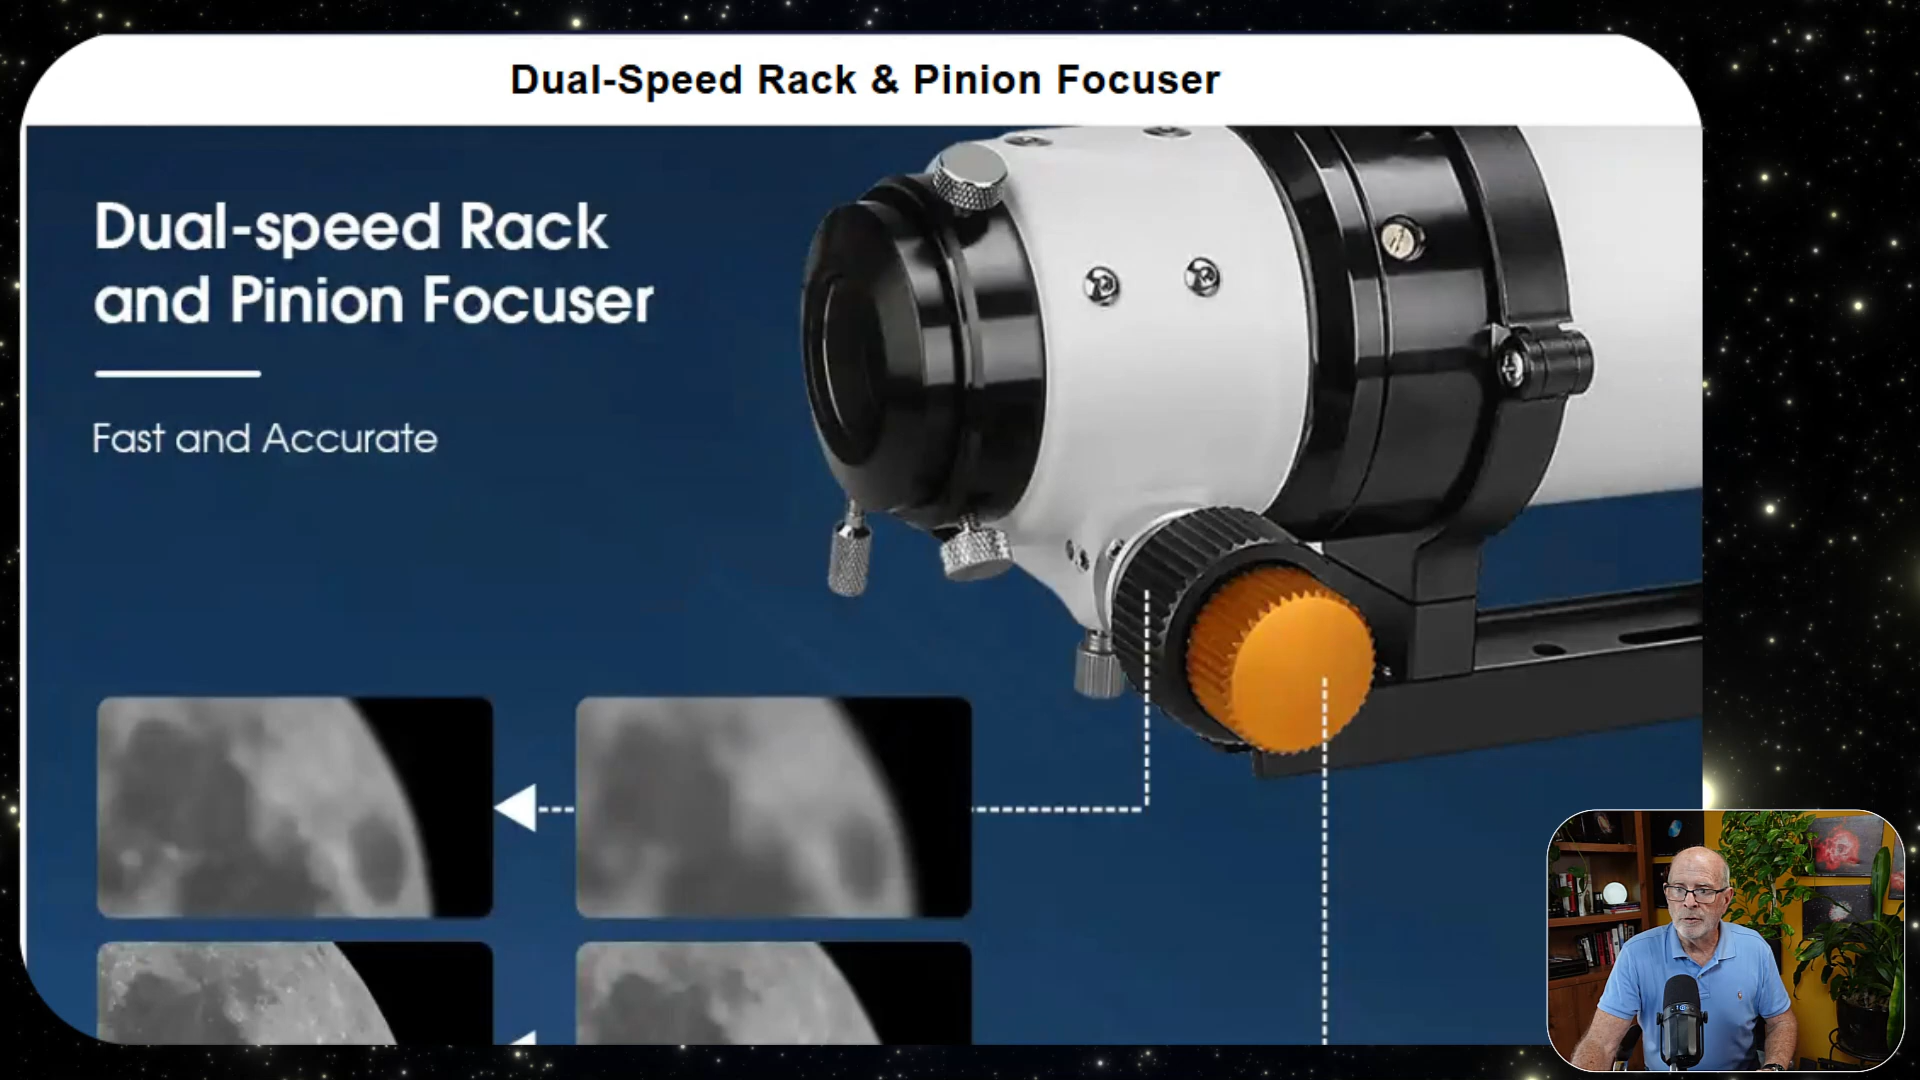 Dual-Speed Rack & Pinion Focuser
Dual-speed Rack
and Pinion Focuser
Fast and Accurate